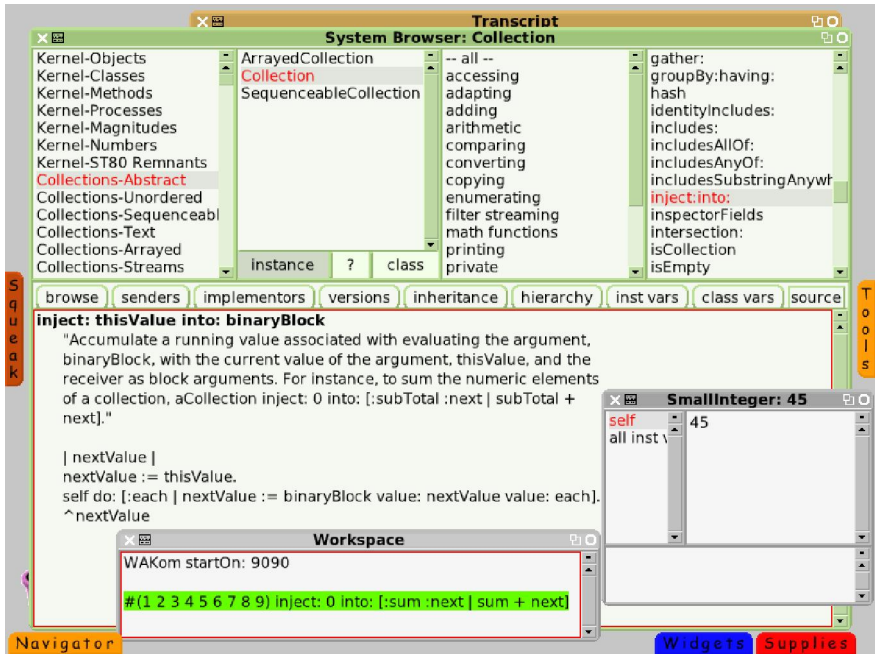 Transcript
System Browser: Collection
Kernel-Objects
Kernel-Classes
Kernel-Methods
Kernel-Processes
Kernel-Magnitudes
Kernel-Numbers
Kernel-ST80 Remnants
Collections-Abstract
Collections-Unordered
Collections-Sequenceabl
Collections-Text
Collections-Arrayed
Collections-Streams
ArrayedCollection
Collection
SequenceableCollection
instance ? class
-- all --
accessing
adapting
adding
arithmetic
comparing
converting
copying
enumerating
filter streaming
math functions
printing
private
gather:
groupBy:having:
hash
identityIncludes:
includes:
includesAllOf:
includesAnyOf:
includesSubstringAnywh
inject:into:
inspectorFields
intersection:
isCollection
isEmpty
browse senders implementors versions inheritance hierarchy inst vars class vars source
inject: thisValue into: binaryBlock
"Accumulate a running value associated with evaluating the argument,
binaryBlock, with the current value of the argument, thisValue, and the
receiver as block arguments. For instance, to sum the numeric elements
of a collection, aCollection inject: 0 into: [:subTotal :next | subTotal +
next]."
| nextValue |
nextValue := thisValue.
self do: [:each | nextValue := binaryBlock value: nextValue value: each].
^nextValue
SmallInteger: 45
self
all inst v
45
Workspace
WAKom startOn: 9090
#(1 2 3 4 5 6 7 8 9) inject: 0 into: [:sum :next | sum + next]
Squeak
Tools
Navigator
Widgets
Supplies